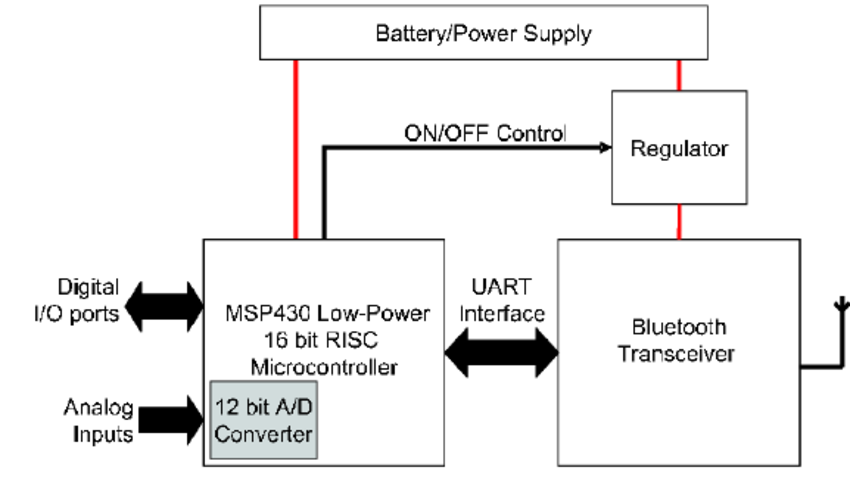 Battery/Power Supply
ON/OFF Control
Regulator
Digital
I/O ports
MSP430 Low-Power
16 bit RISC
Microcontroller
UART
Interface
Bluetooth
Transceiver
Analog
Inputs
12 bit A/D
Converter